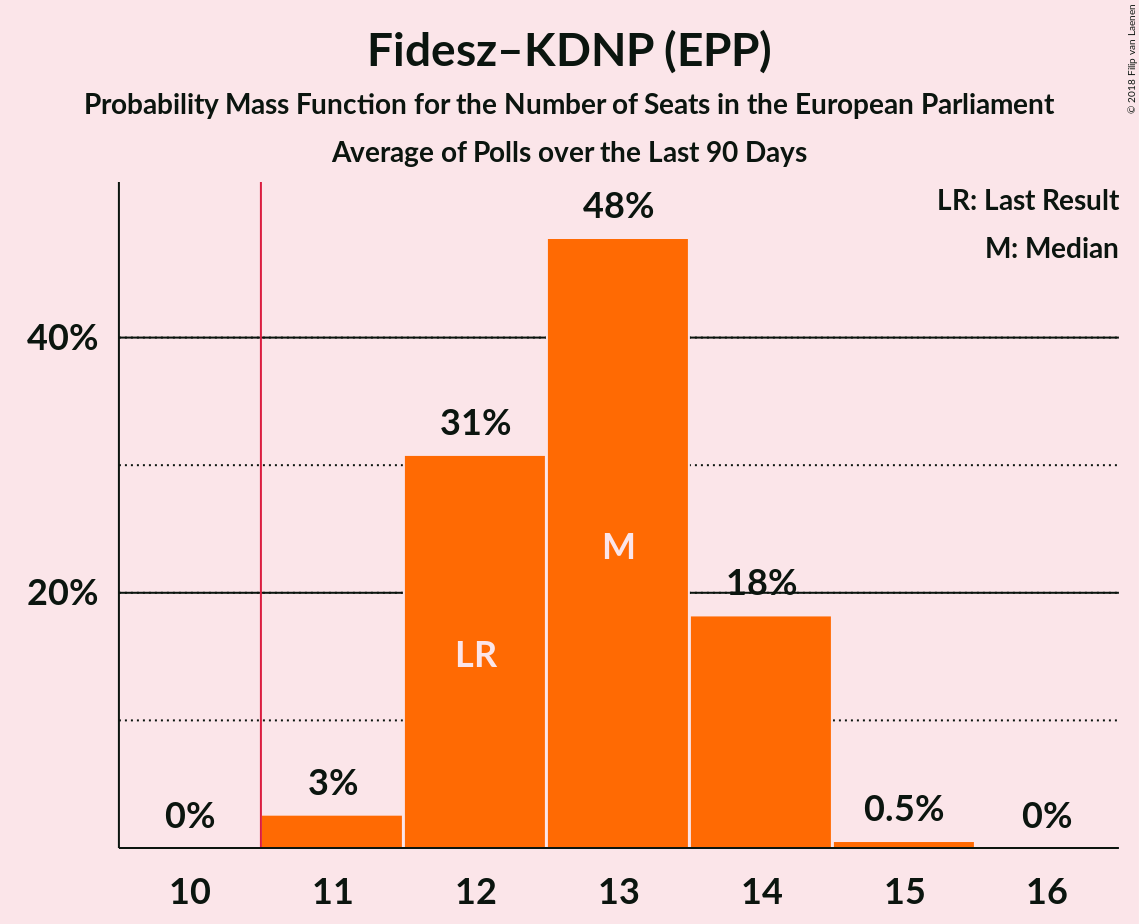 Fidesz–KDNP (EPP)
Probability Mass Function for the Number of Seats in the European Parliament
Average of Polls over the Last 90 Days
© 2018 Filip van Laenen
LR: Last Result
M: Median
48%
40%
31%
M
18%
20%
LR
3%
0%
0.5%
0%
10 11 12 13 14 15 16